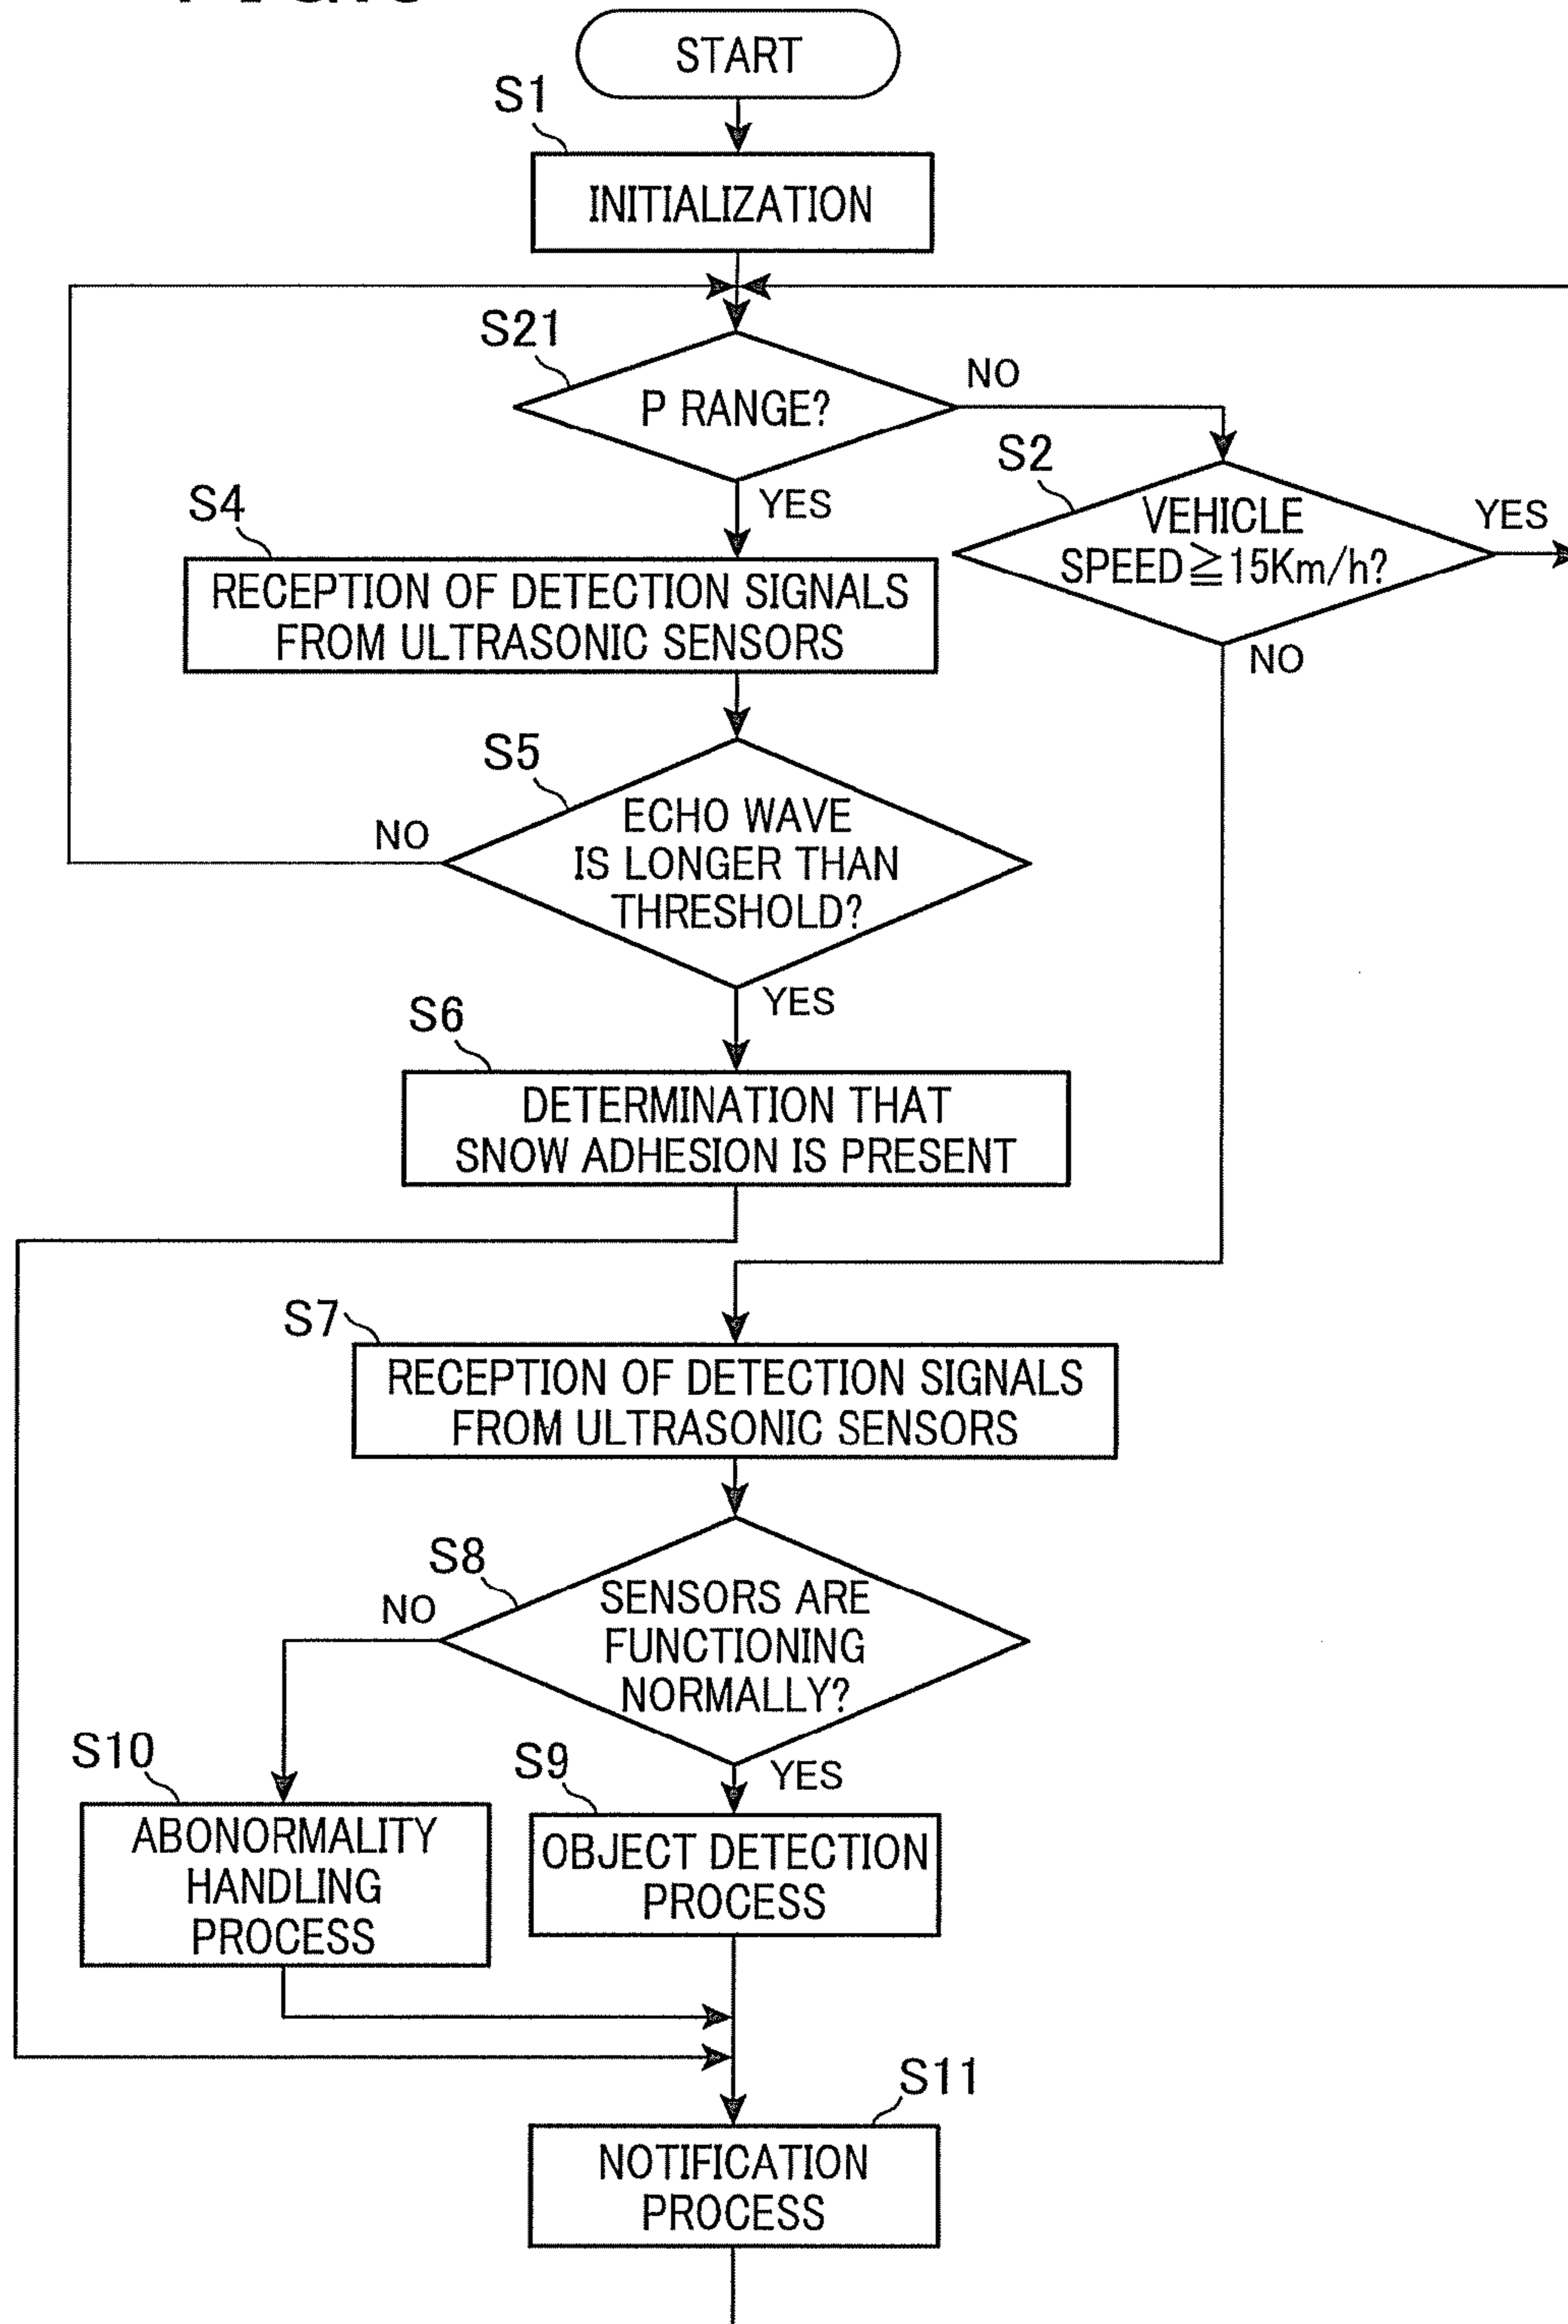 START
S1
INITIALIZATION
S21
P RANGE?
NO
YES
S2
VEHICLE
SPEED≧15Km/h?
YES
NO
S4
RECEPTION OF DETECTION SIGNALS
FROM ULTRASONIC SENSORS
S5
ECHO WAVE
IS LONGER THAN
THRESHOLD?
NO
YES
S6
DETERMINATION THAT
SNOW ADHESION IS PRESENT
S7
RECEPTION OF DETECTION SIGNALS
FROM ULTRASONIC SENSORS
S8
SENSORS ARE
FUNCTIONING
NORMALLY?
NO
YES
S10
ABONORMALITY
HANDLING
PROCESS
S9
OBJECT DETECTION
PROCESS
S11
NOTIFICATION
PROCESS